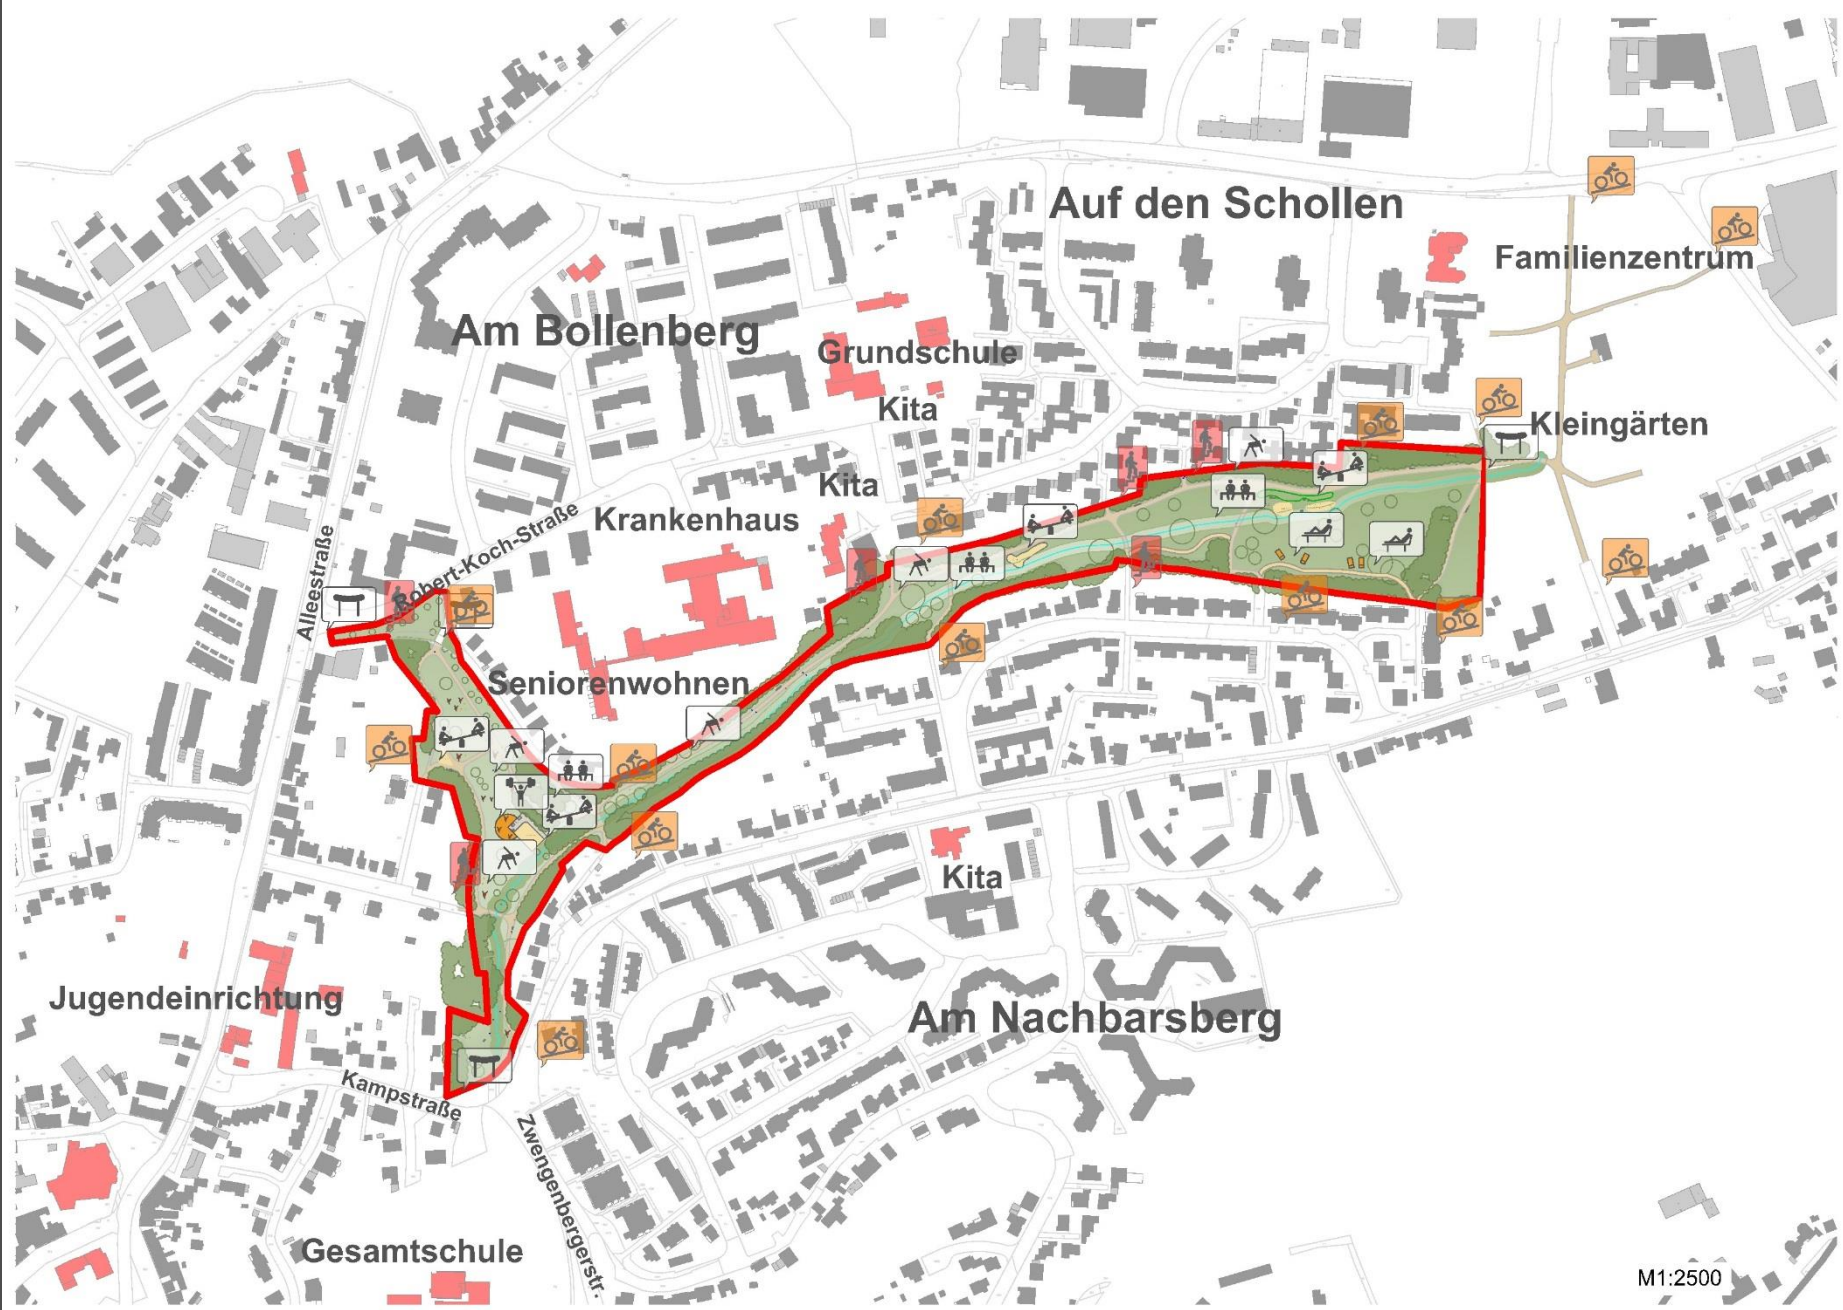 Auf den Schollen
Familienzentrum
Am Bollenberg
Grundschule
Kita
Kleingärten
Kita
Krankenhaus
Robert-Koch-Straße
Alleestraße
Seniorenwohnen
Kita
Jugendeinrichtung
Am Nachbarsberg
Kampstraße
Zwengenbergerstr.
Gesamtschule
M1:2500